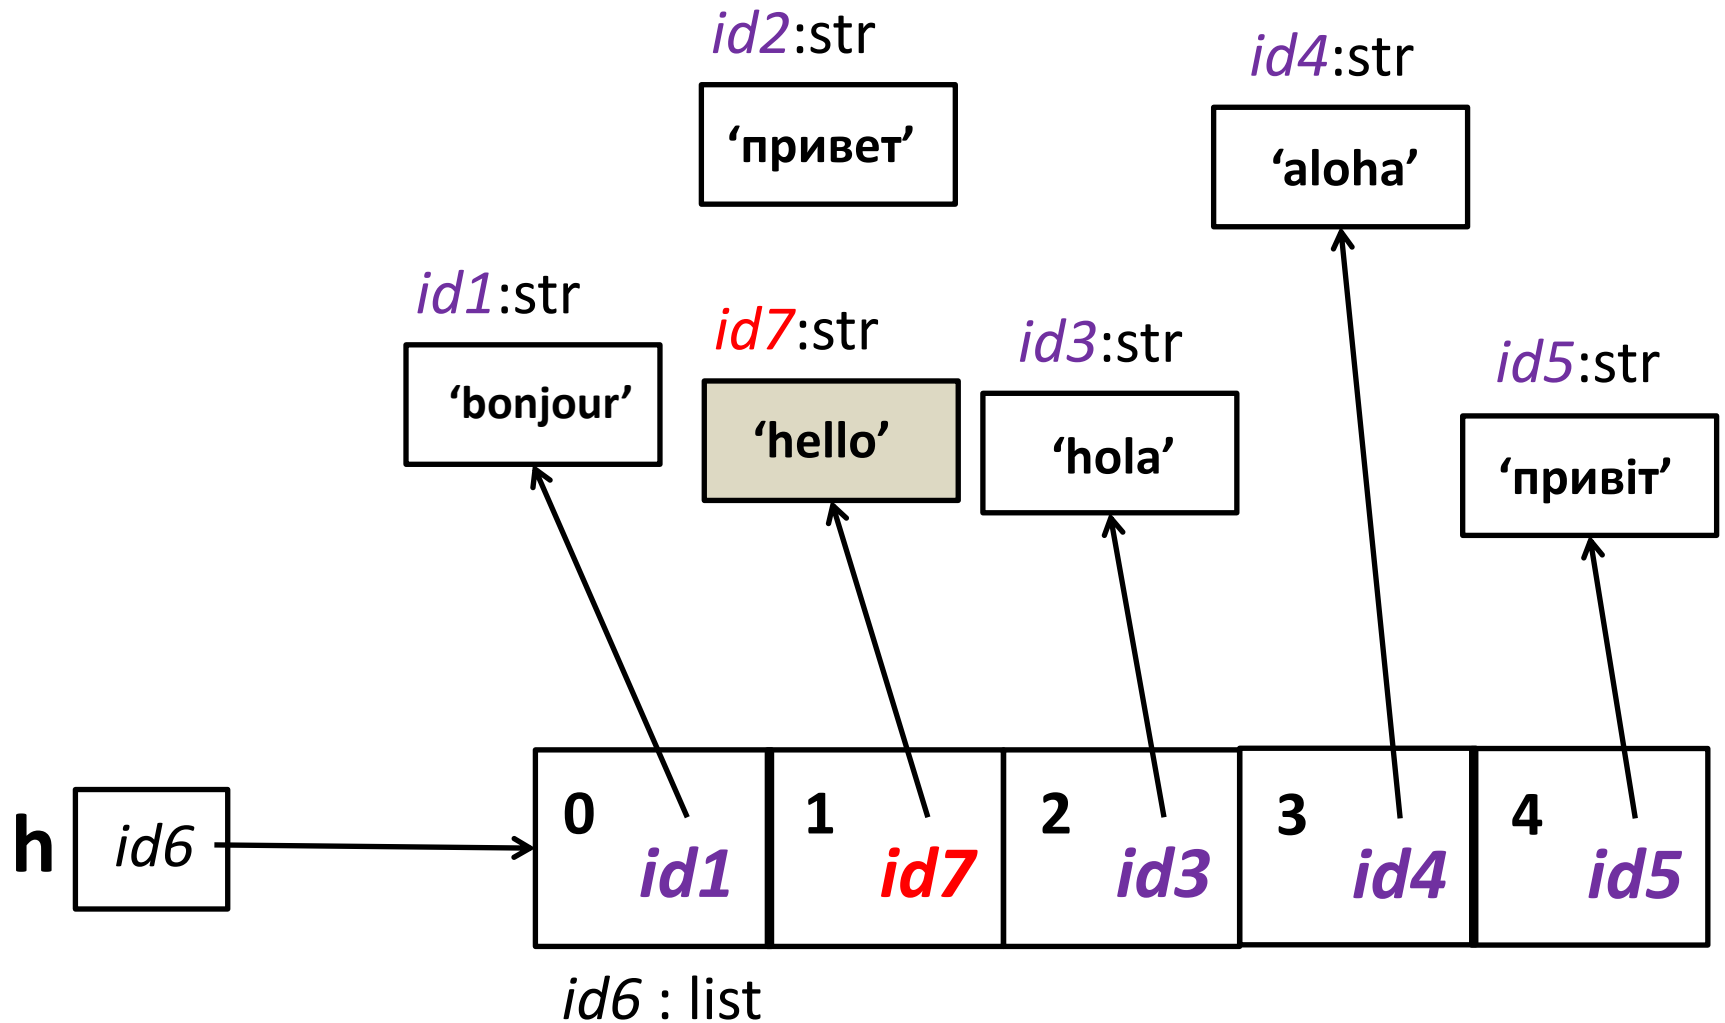 id2:str
‘привет’
id4:str
‘aloha’
id1:str
‘bonjour’
id7:str
‘hello’
id3:str
‘hola’
id5:str
‘привіт’
h
id6
0
id1
1
id7
2
id3
3
id4
4
id5
id6 : list